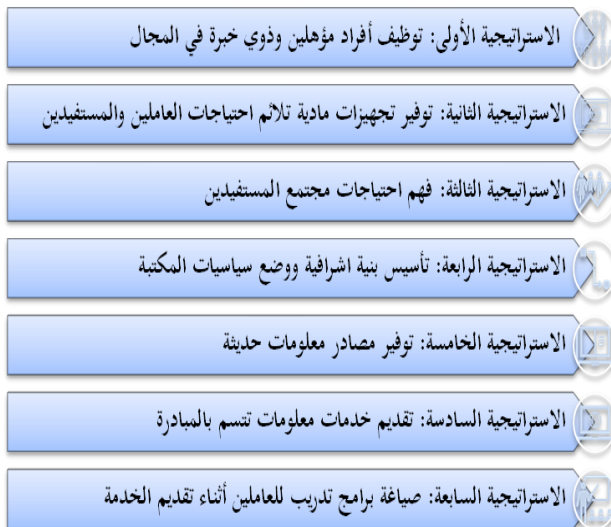 الاستراتيجية الأولى: توظيف أفراد مؤهلين وذوي خبرة في المجال
الاستراتيجية الثانية: توفير تجهيزات مادية تلائم احتياجات العاملين والمستفيدين
الاستراتيجية الثالثة: فهم احتياجات مجتمع المستفيدين
الاستراتيجية الرابعة: تأسيس بنية اشرافية ووضع سياسيات المكتبة
الاستراتيجية الخامسة: توفير مصادر معلومات حديثة
الاستراتيجية السادسة: تقديم خدمات معلومات تتسم بالمبادرة
الاستراتيجية السابعة: صياغة برامج تدريب للعاملين أثناء تقديم الخدمة